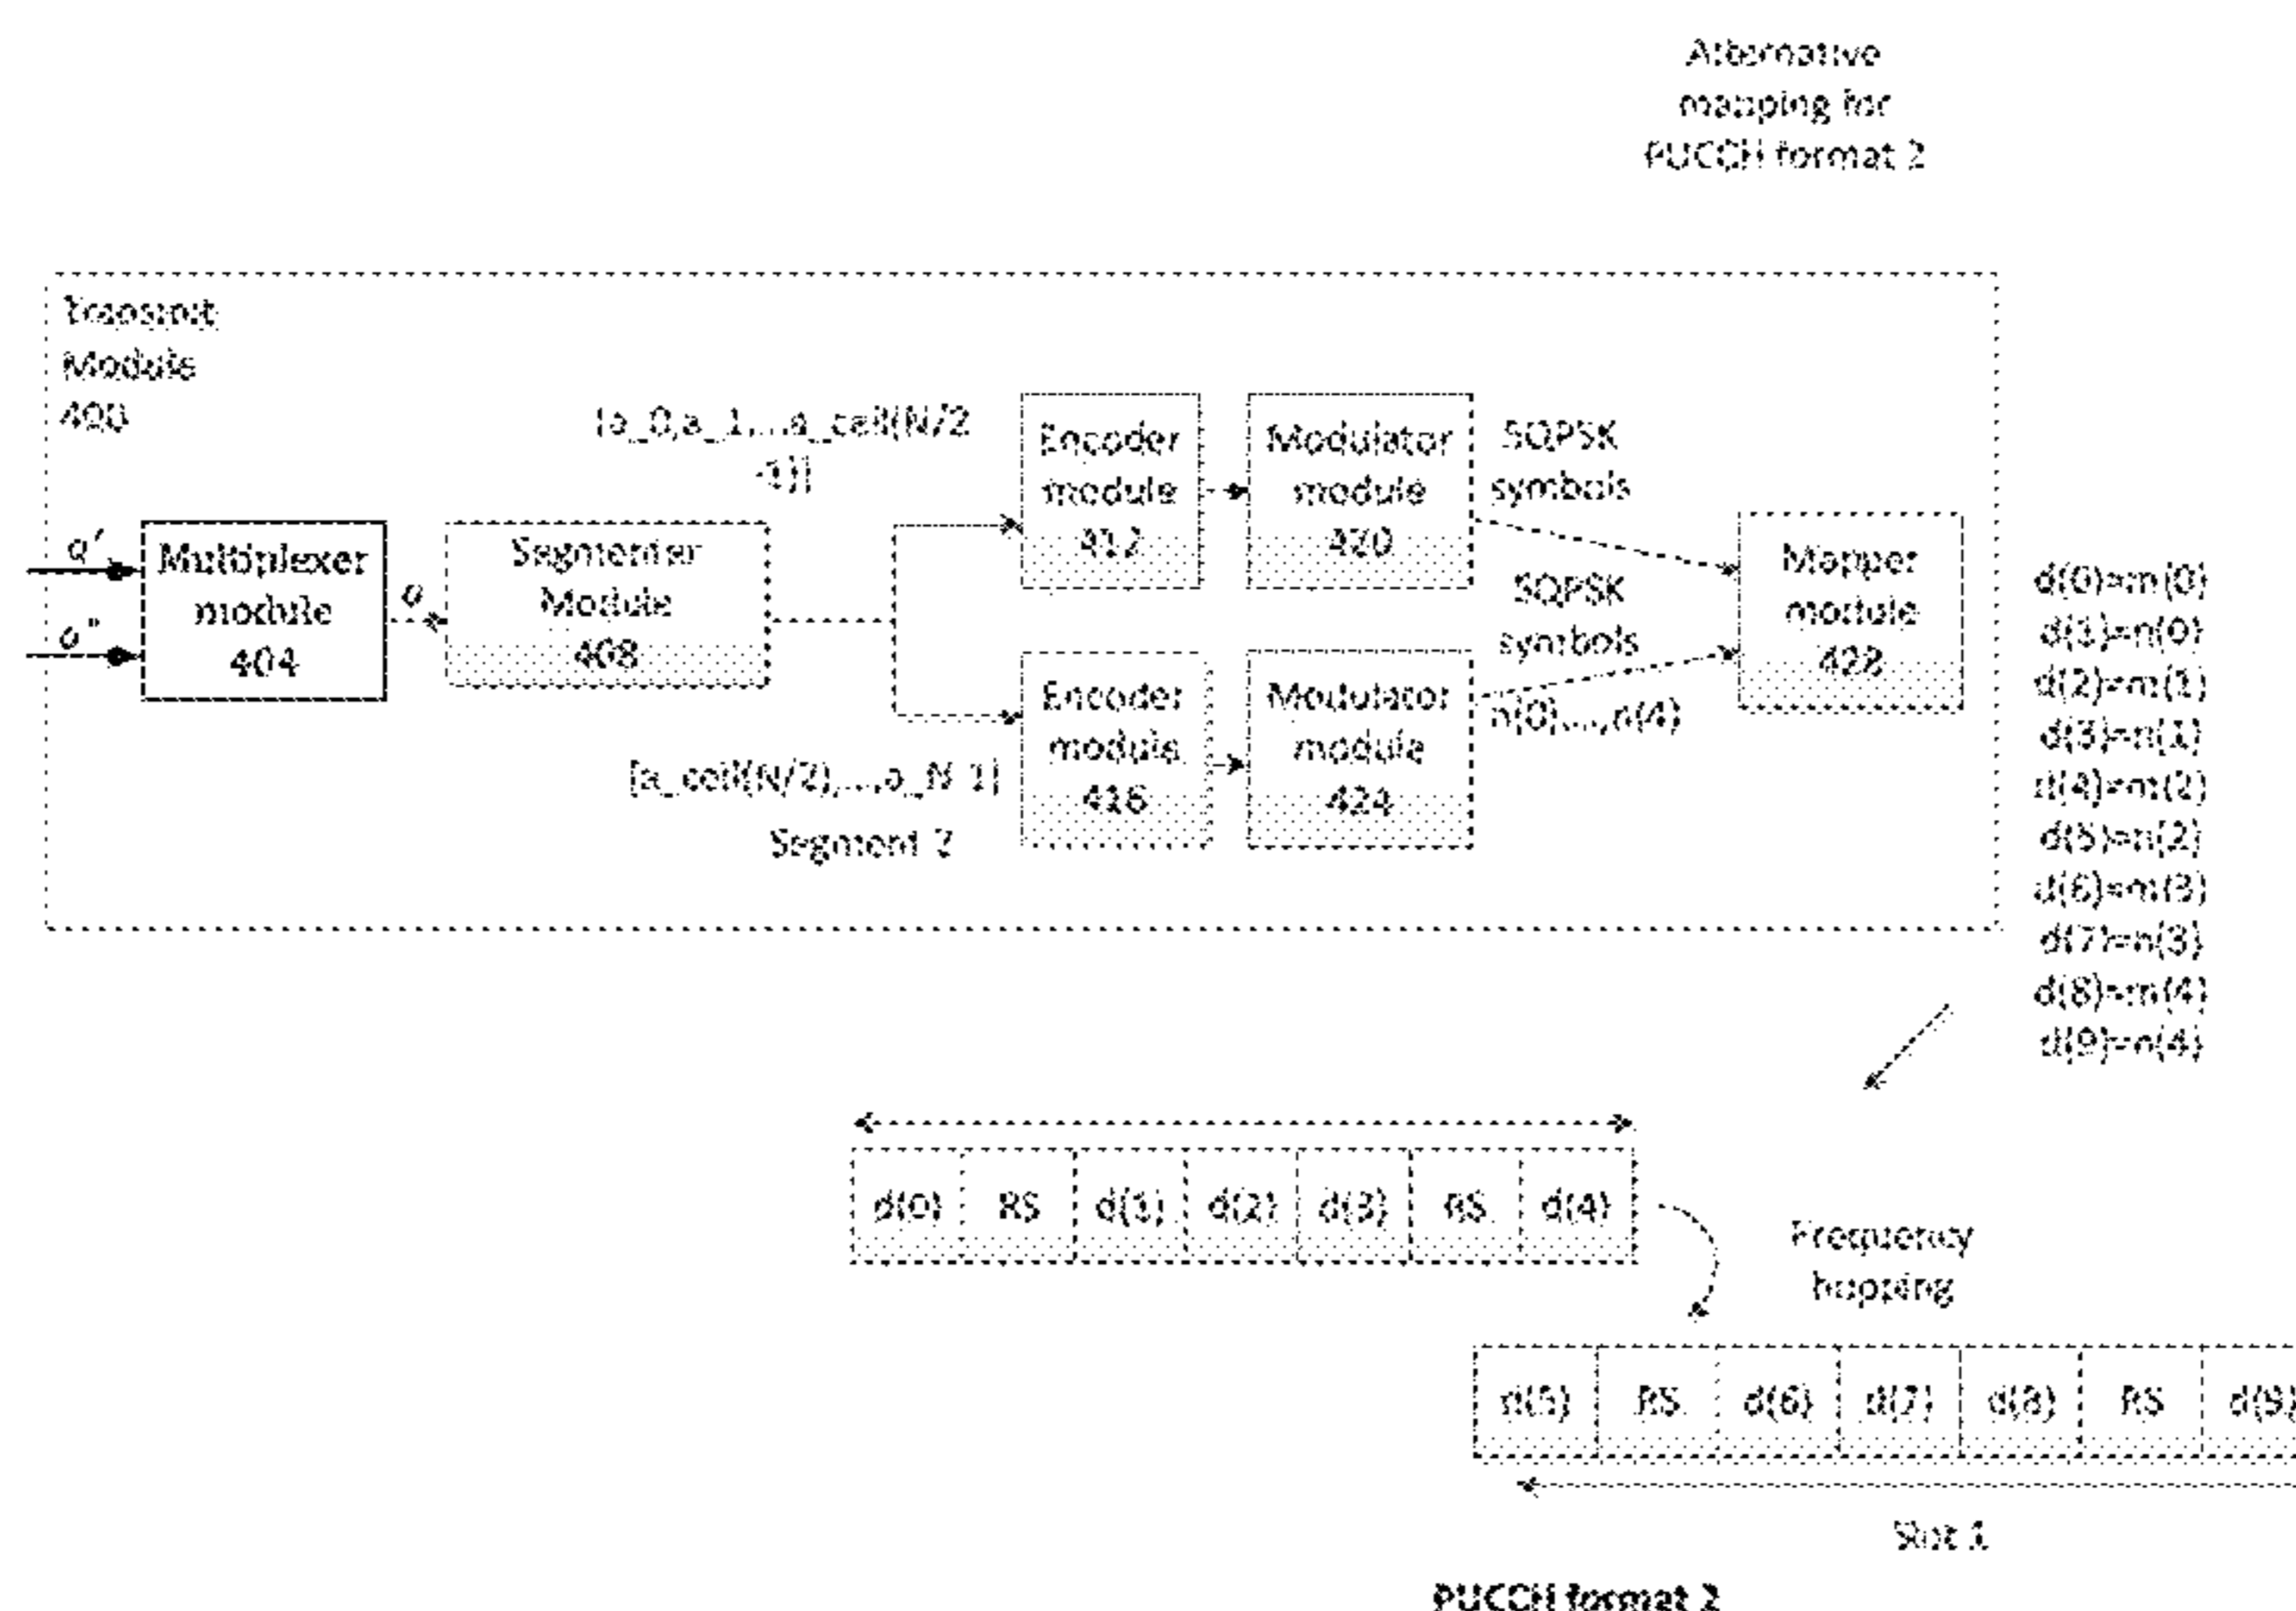 Alternative
mapping for
PUCCH format 2
Transmit
Module
400
[a_0,a_1,...a_ceil(N/2
-1)]
Encoder
module
412
Modulator
module
420
5QPSK
symbols
a'
a"
Multiplexer
module
404
a
Segmenter
Module
408
Mapper
module
428
5QPSK
symbols
n(0)...,n(4)
Encoder
module
416
Modulator
module
424
[a_ceil(N/2),...,a_N-1]
Segment 2
d(0)=m(0)
d(1)=n(0)
d(2)=m(1)
d(3)=n(1)
d(4)=m(2)
d(5)=n(2)
d(6)=m(3)
d(7)=n(3)
d(8)=m(4)
d(9)=n(4)
d(0) RS d(1) d(2) d(3) RS d(4)
Frequency
hopping
d(5) RS d(6) d(7) d(8) RS d(9)
Slot 1
PUCCH format 2